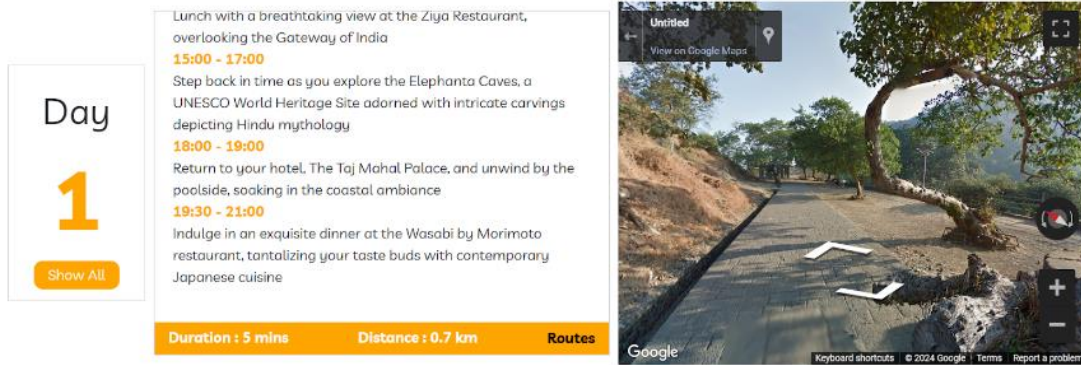 Day
1
Show All
Lunch with a breathtaking view at the Ziya Restaurant,
overlooking the Gateway of India
15:00 - 17:00
Step back in time as you explore the Elephanta Caves, a
UNESCO World Heritage Site adorned with intricate carvings
depicting Hindu mythology
18:00 - 19:00
Return to your hotel, The Taj Mahal Palace, and unwind by the
poolside, soaking in the coastal ambiance
19:30 - 21:00
Indulge in an exquisite dinner at the Wasabi by Morimoto
restaurant, tantalizing your taste buds with contemporary
Japanese cuisine
Duration : 5 mins Distance : 0.7 km Routes
Untitled
View on Google Maps
Google
Keyboard shortcuts © 2024 Google Terms Report a problem